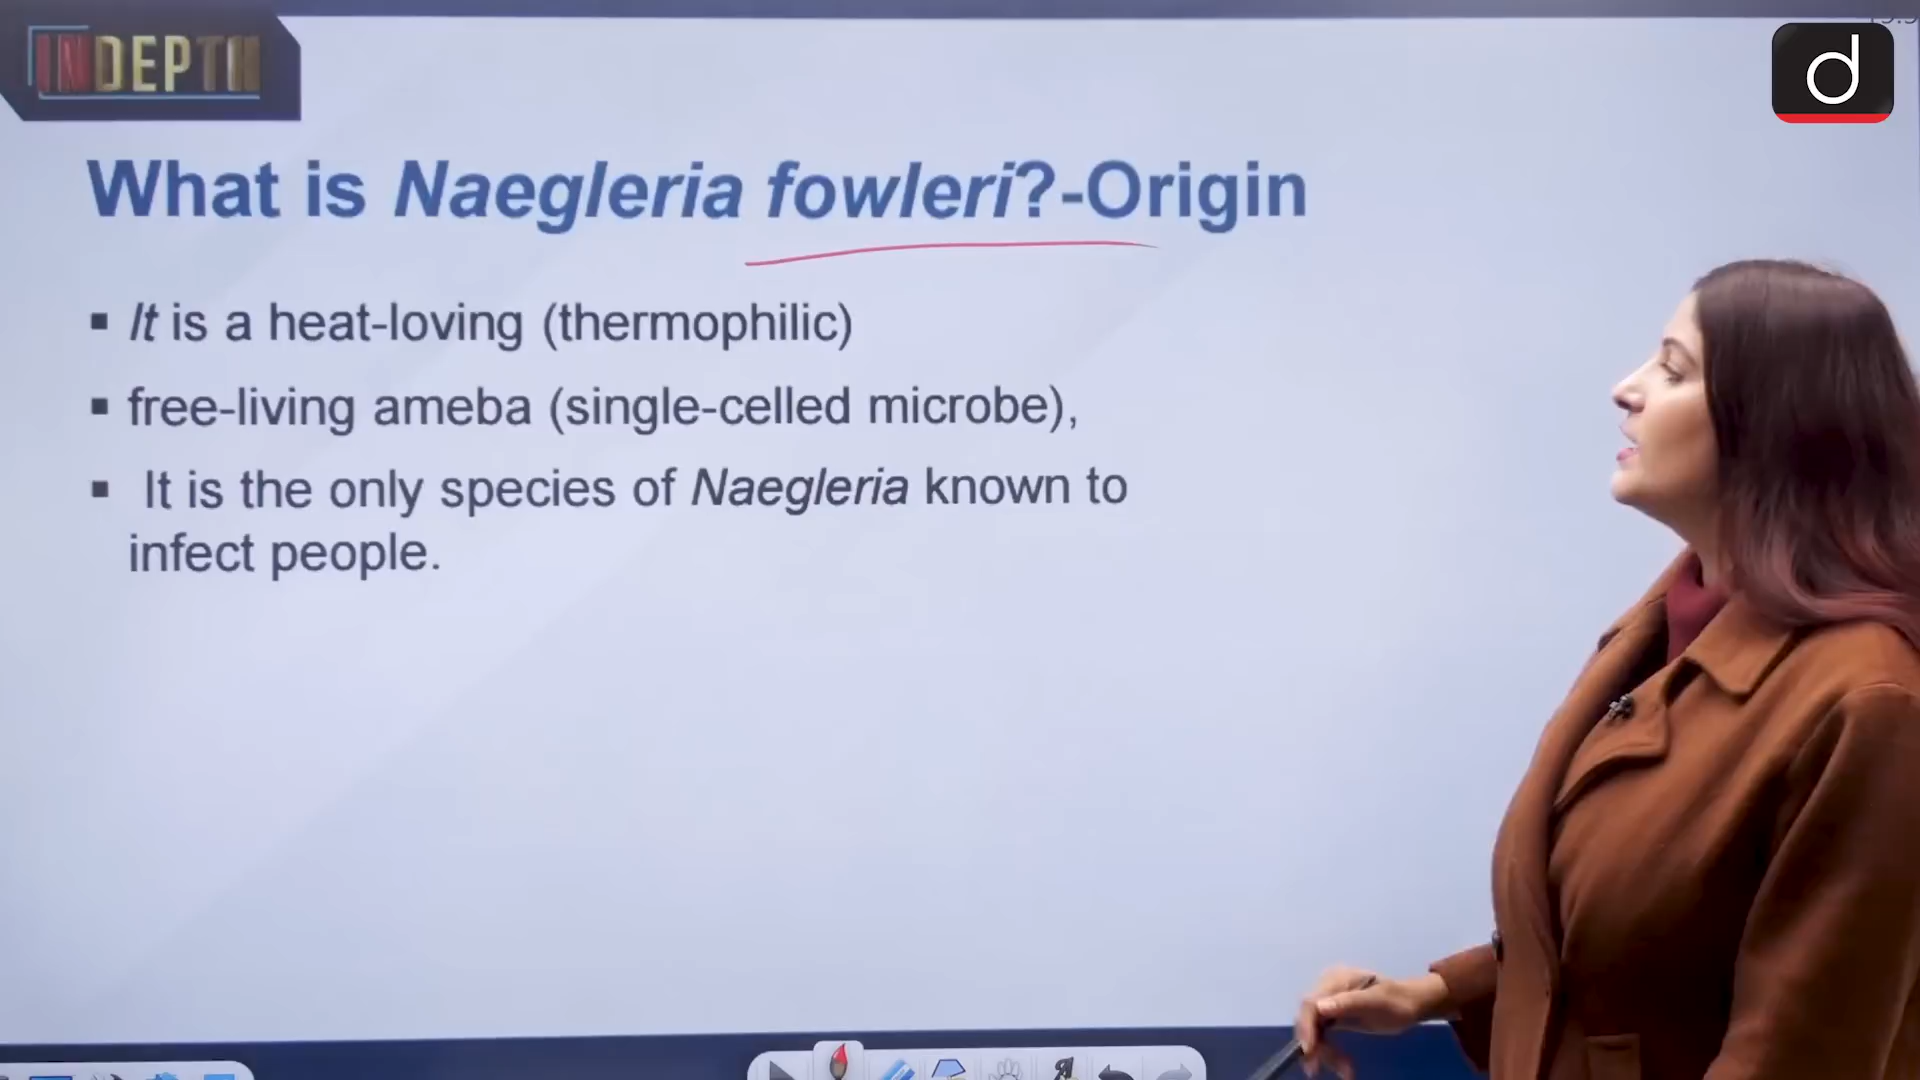 INDEPTH
d
What is Naegleria fowleri?-Origin
▪ It is a heat-loving (thermophilic)
▪ free-living ameba (single-celled microbe),
▪ It is the only species of Naegleria known to
infect people.